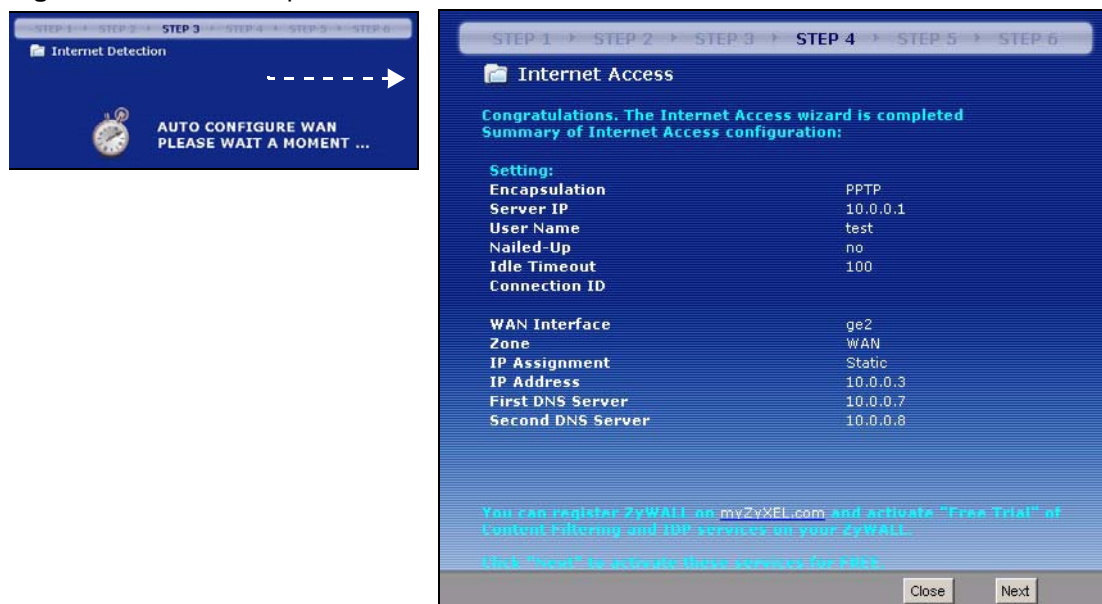 STEP 1 STEP 2 STEP 3 STEP 4 STEP 5 STEP 6
Internet Detection
AUTO CONFIGURE WAN
PLEASE WAIT A MOMENT ...
STEP 1 STEP 2 STEP 3 STEP 4 STEP 5 STEP 6
Internet Access
Congratulations. The Internet Access wizard is completed
Summary of Internet Access configuration:
Setting:
Encapsulation PPTP
Server IP 10.0.0.1
User Name test
Nailed-Up no
Idle Timeout 100
Connection ID
WAN Interface ge2
Zone WAN
IP Assignment Static
IP Address 10.0.0.3
First DNS Server 10.0.0.7
Second DNS Server 10.0.0.8
You can register ZyWALL on myZyXEL.com and activate "Free Trial" of
Content Filtering and IDP services on your ZyWALL.
Click "Next" to activate these services for FREE.
Close Next